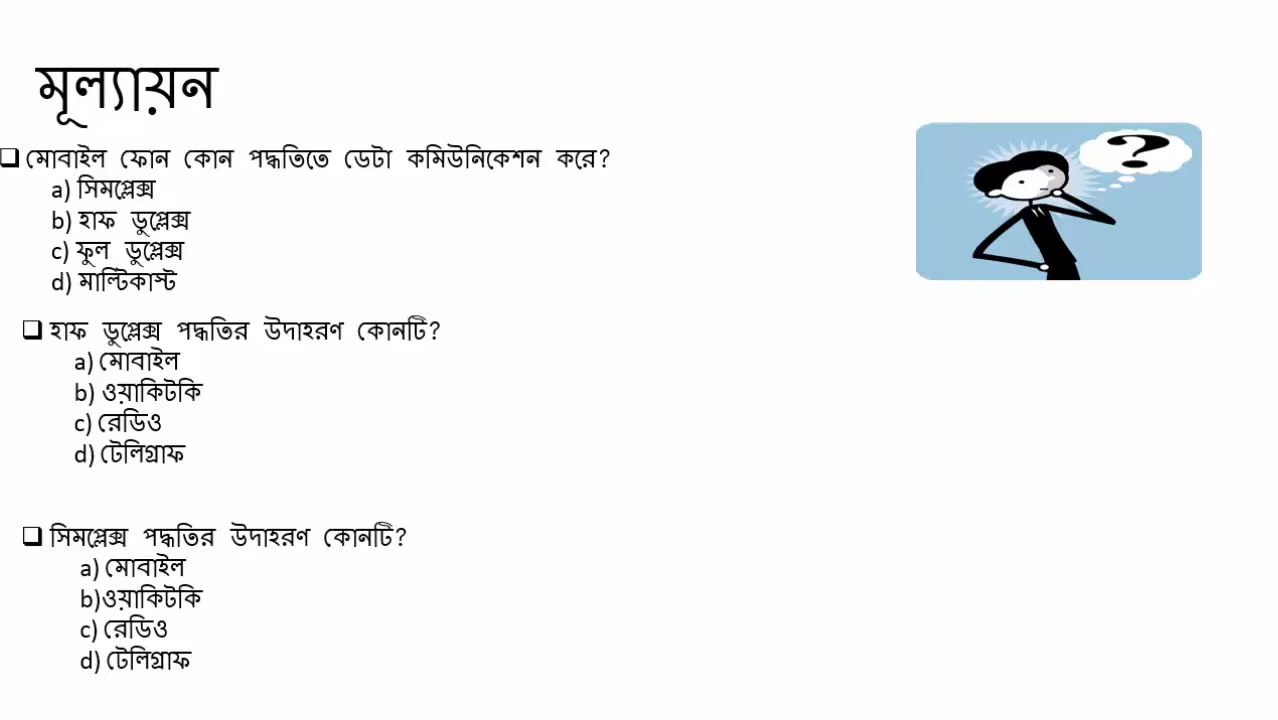 মূল্যায়ন
❑ মোবাইল ফোন কোন পদ্ধতিতে ডেটা কমিউনিকেশন করে?
a) সিমপ্লেক্স
b) হাফ ডুপ্লেক্স
c) ফুল ডুপ্লেক্স
d) মাল্টিকাস্ট
❑ হাফ ডুপ্লেক্স পদ্ধতির উদাহরণ কোনটি?
a) মোবাইল
b) ওয়াকিটকি
c) রেডিও
d) টেলিগ্রাফ
❑ সিমপ্লেক্স পদ্ধতির উদাহরণ কোনটি?
a) মোবাইল
b)ওয়াকিটকি
c) রেডিও
d) টেলিগ্রাফ
?